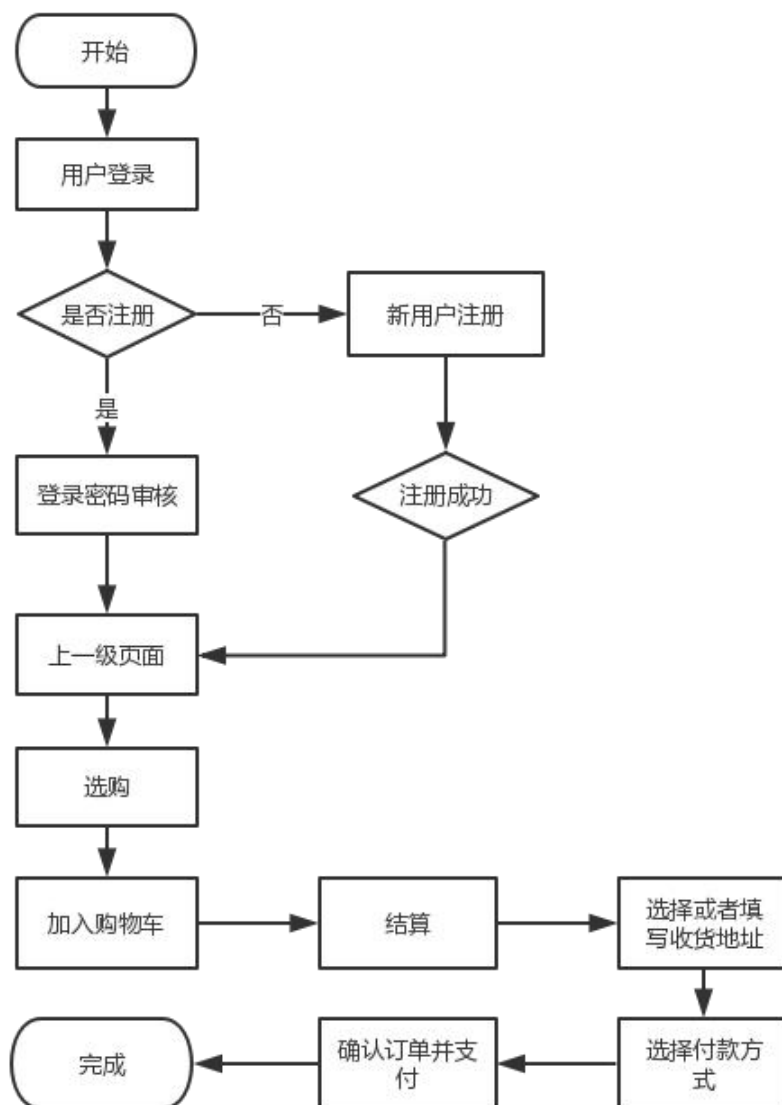 开始
用户登录
是否注册
否
新用户注册
是
登录密码审核
注册成功
上一级页面
选购
加入购物车
结算
选择或者填
写收货地址
完成
确认订单并支
付
选择付款方
式